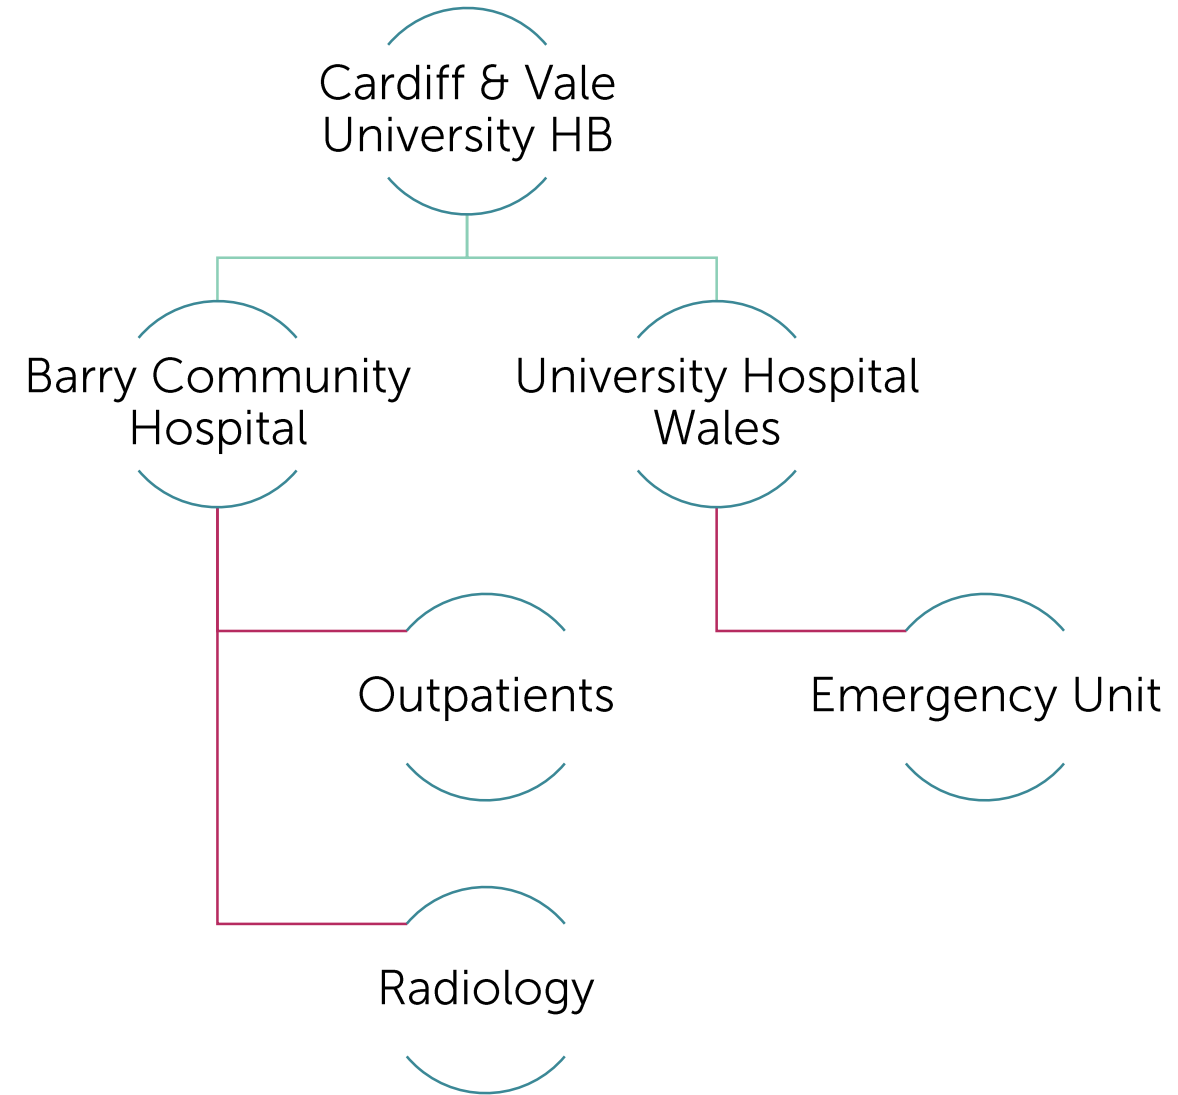 Cardiff & Vale
University HB
Barry Community
Hospital
University Hospital
Wales
Outpatients
Emergency Unit
Radiology